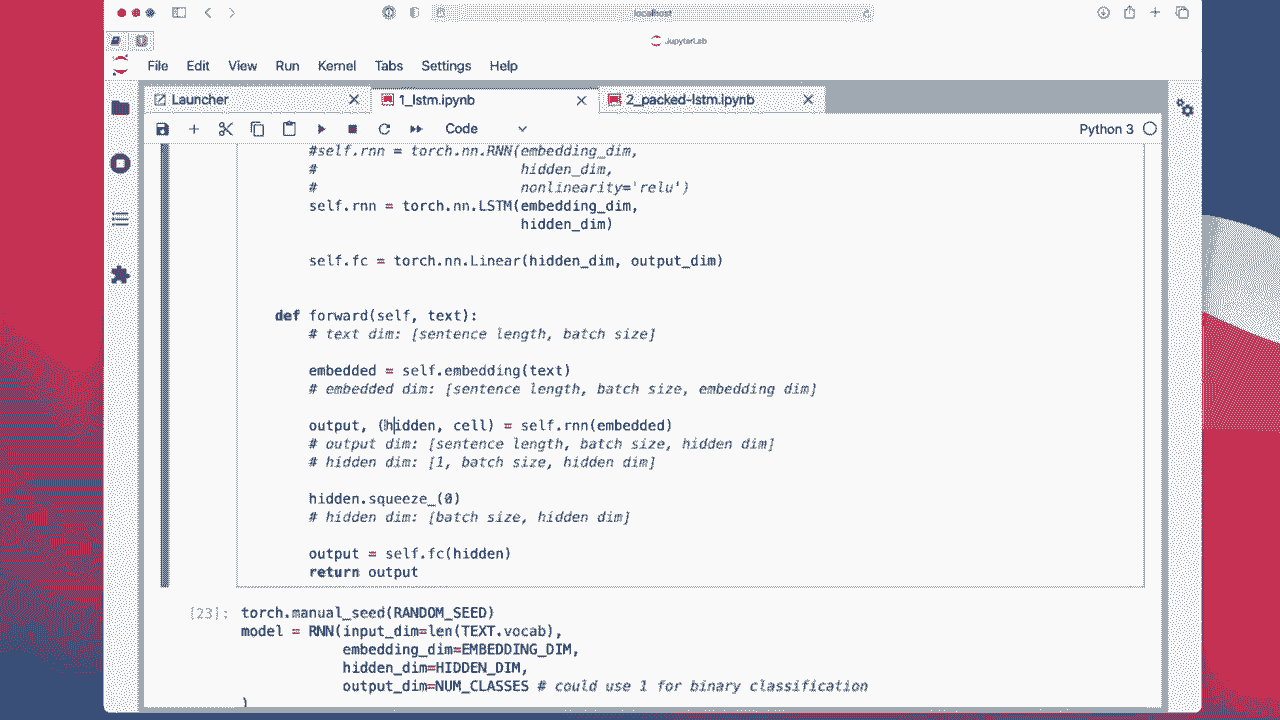 localhost
JupyterLab
File Edit View Run Kernel Tabs Settings Help
Launcher 1_lstm.ipynb 2_packed-lstm.ipynb
Code Python 3
#self.rnn = torch.nn.RNN(embedding_dim,
#                        hidden_dim,
#                        nonlinearity='relu')
self.rnn = torch.nn.LSTM(embedding_dim,
                         hidden_dim)
self.fc = torch.nn.Linear(hidden_dim, output_dim)
def forward(self, text):
# text dim: [sentence length, batch size]
embedded = self.embedding(text)
# embedded dim: [sentence length, batch size, embedding dim]
output, (hidden, cell) = self.rnn(embedded)
# output dim: [sentence length, batch size, hidden dim]
# hidden dim: [1, batch size, hidden dim]
hidden.squeeze_(0)
# hidden dim: [batch size, hidden dim]
output = self.fc(hidden)
return output
[23]: torch.manual_seed(RANDOM_SEED)
model = RNN(input_dim=len(TEXT.vocab),
            embedding_dim=EMBEDDING_DIM,
            hidden_dim=HIDDEN_DIM,
            output_dim=NUM_CLASSES # could use 1 for binary classification
)